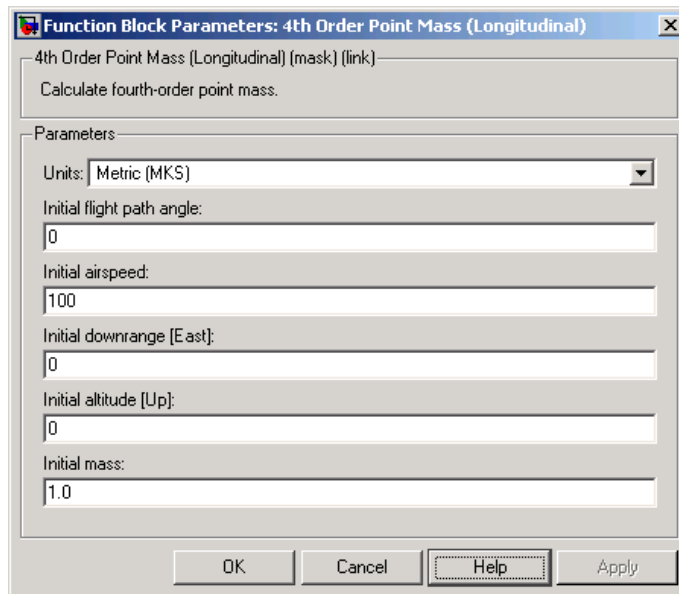 Function Block Parameters: 4th Order Point Mass (Longitudinal)
4th Order Point Mass (Longitudinal) (mask) (link)
Calculate fourth-order point mass.
Parameters
Units: Metric (MKS)
Initial flight path angle:
0
Initial airspeed:
100
Initial downrange [East]:
0
Initial altitude [Up]:
0
Initial mass:
1.0
OK Cancel Help Apply